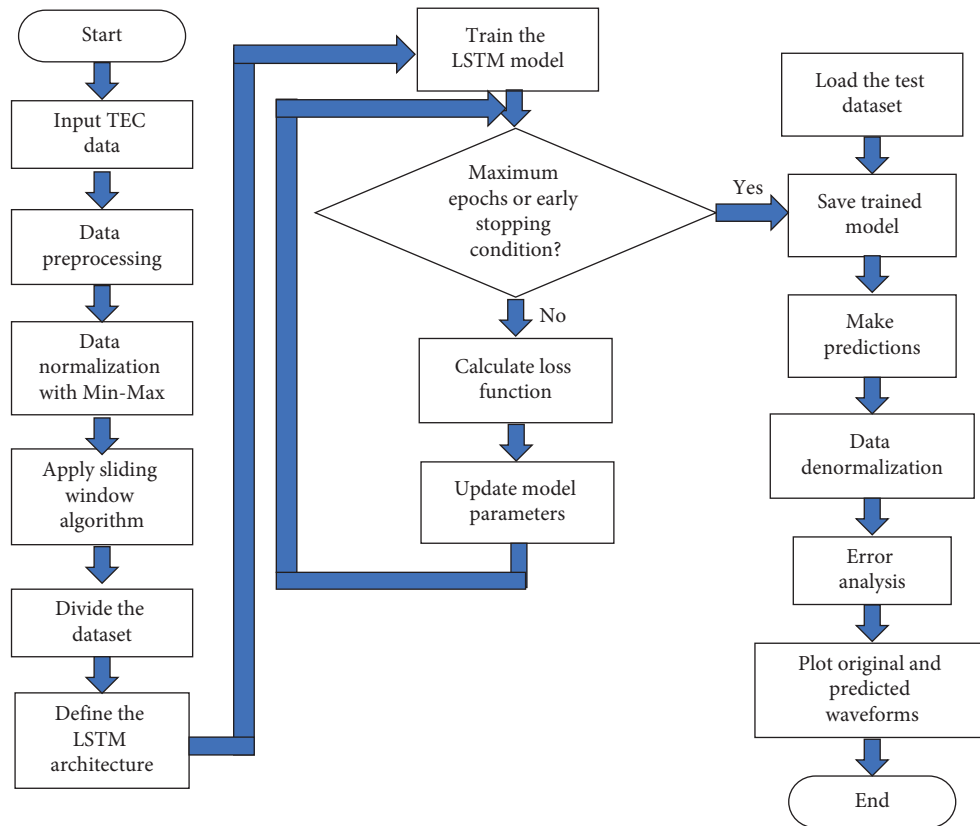 Start
Input TEC
data
Data
preprocessing
Data
normalization
with Min-Max
Apply sliding
window
algorithm
Divide the
dataset
Define the
LSTM
architecture
Train the
LSTM model
Maximum
epochs or early
stopping
condition?
Yes
No
Calculate loss
function
Update model
parameters
Load the test
dataset
Save trained
model
Make
predictions
Data
denormalization
Error
analysis
Plot original and
predicted
waveforms
End